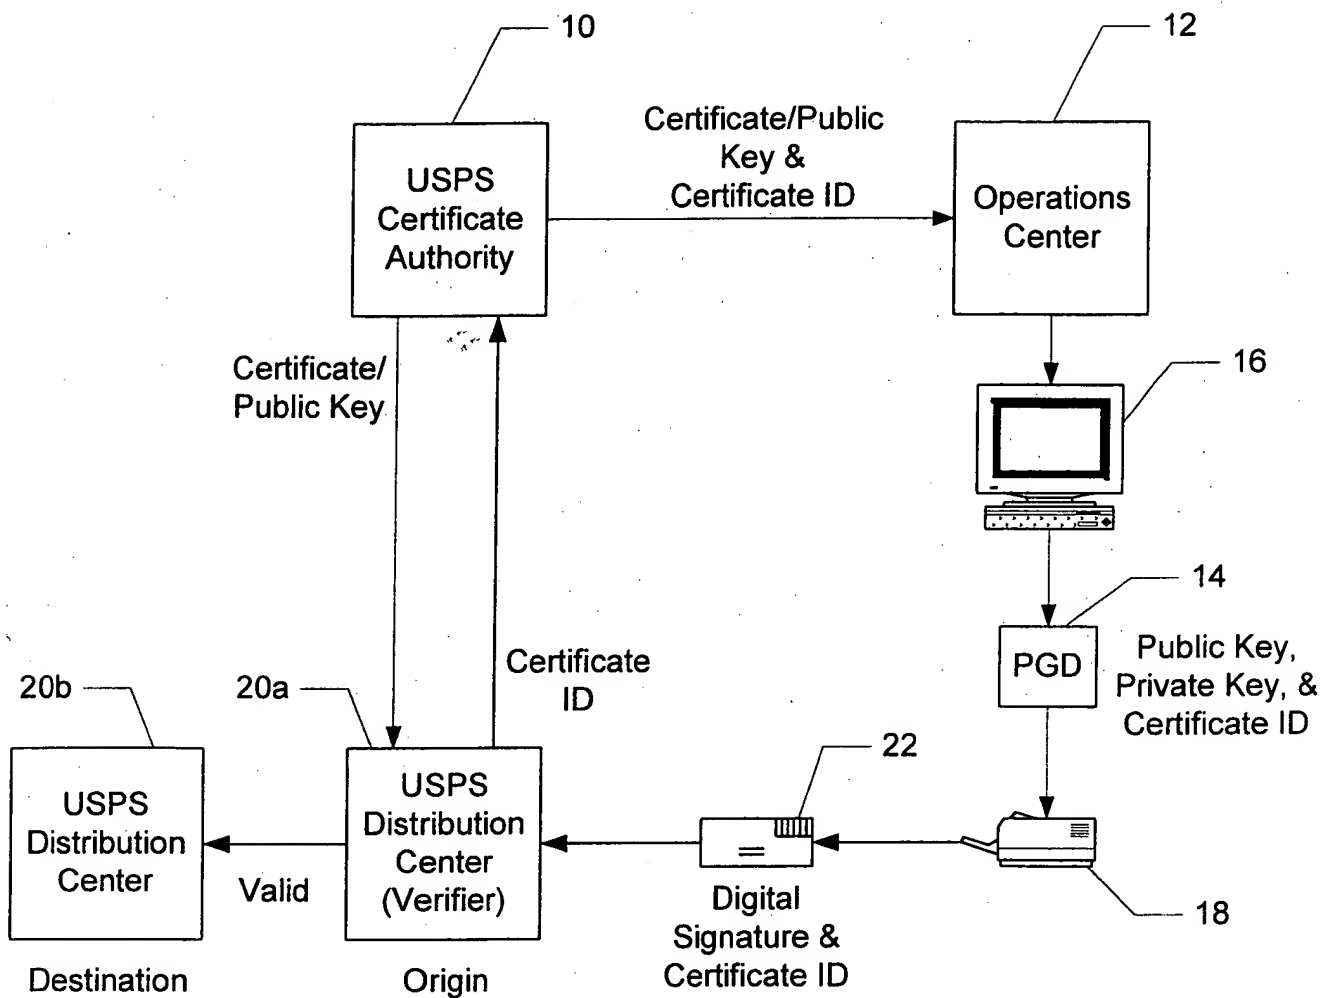 10
12
Certificate/Public
Key &
Certificate ID
USPS
Certificate
Authority
Operations
Center
Certificate/
Public Key
16
14
PGD
Public Key,
Private Key, &
Certificate ID
Certificate
ID
20b
20a
22
USPS
Distribution
Center
USPS
Distribution
Center
(Verifier)
Valid
Digital
Signature &
Certificate ID
18
Destination
Origin